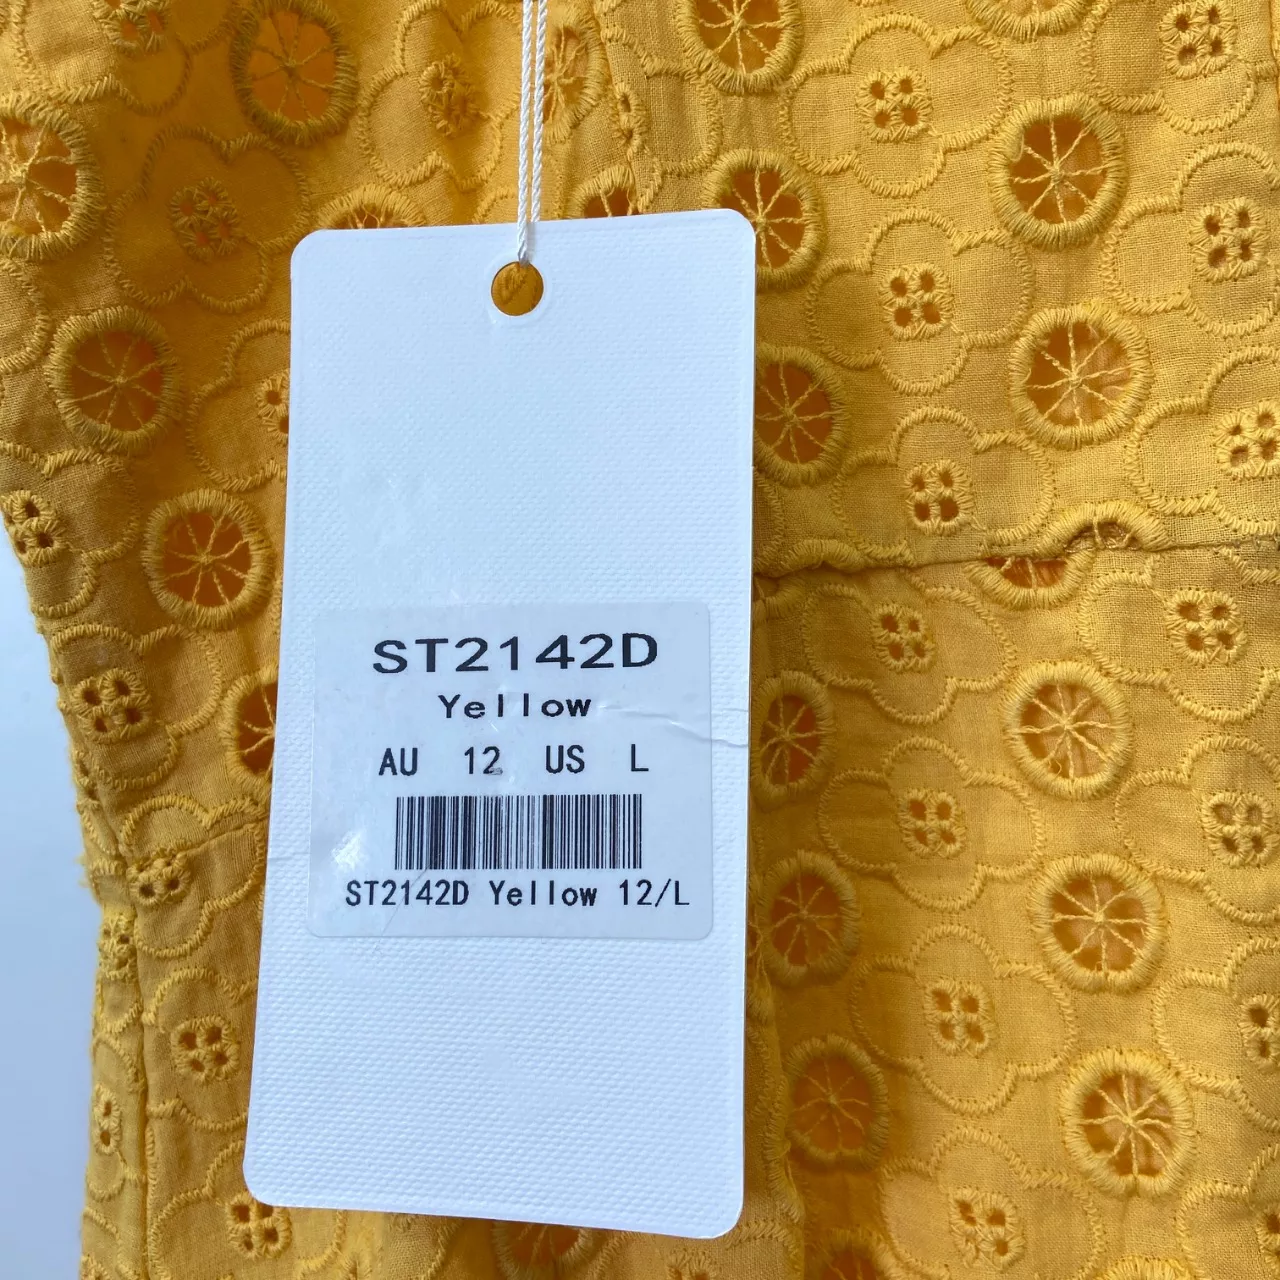 ST2142D
Yellow
AU 12 US L
ST2142D Yellow 12/L